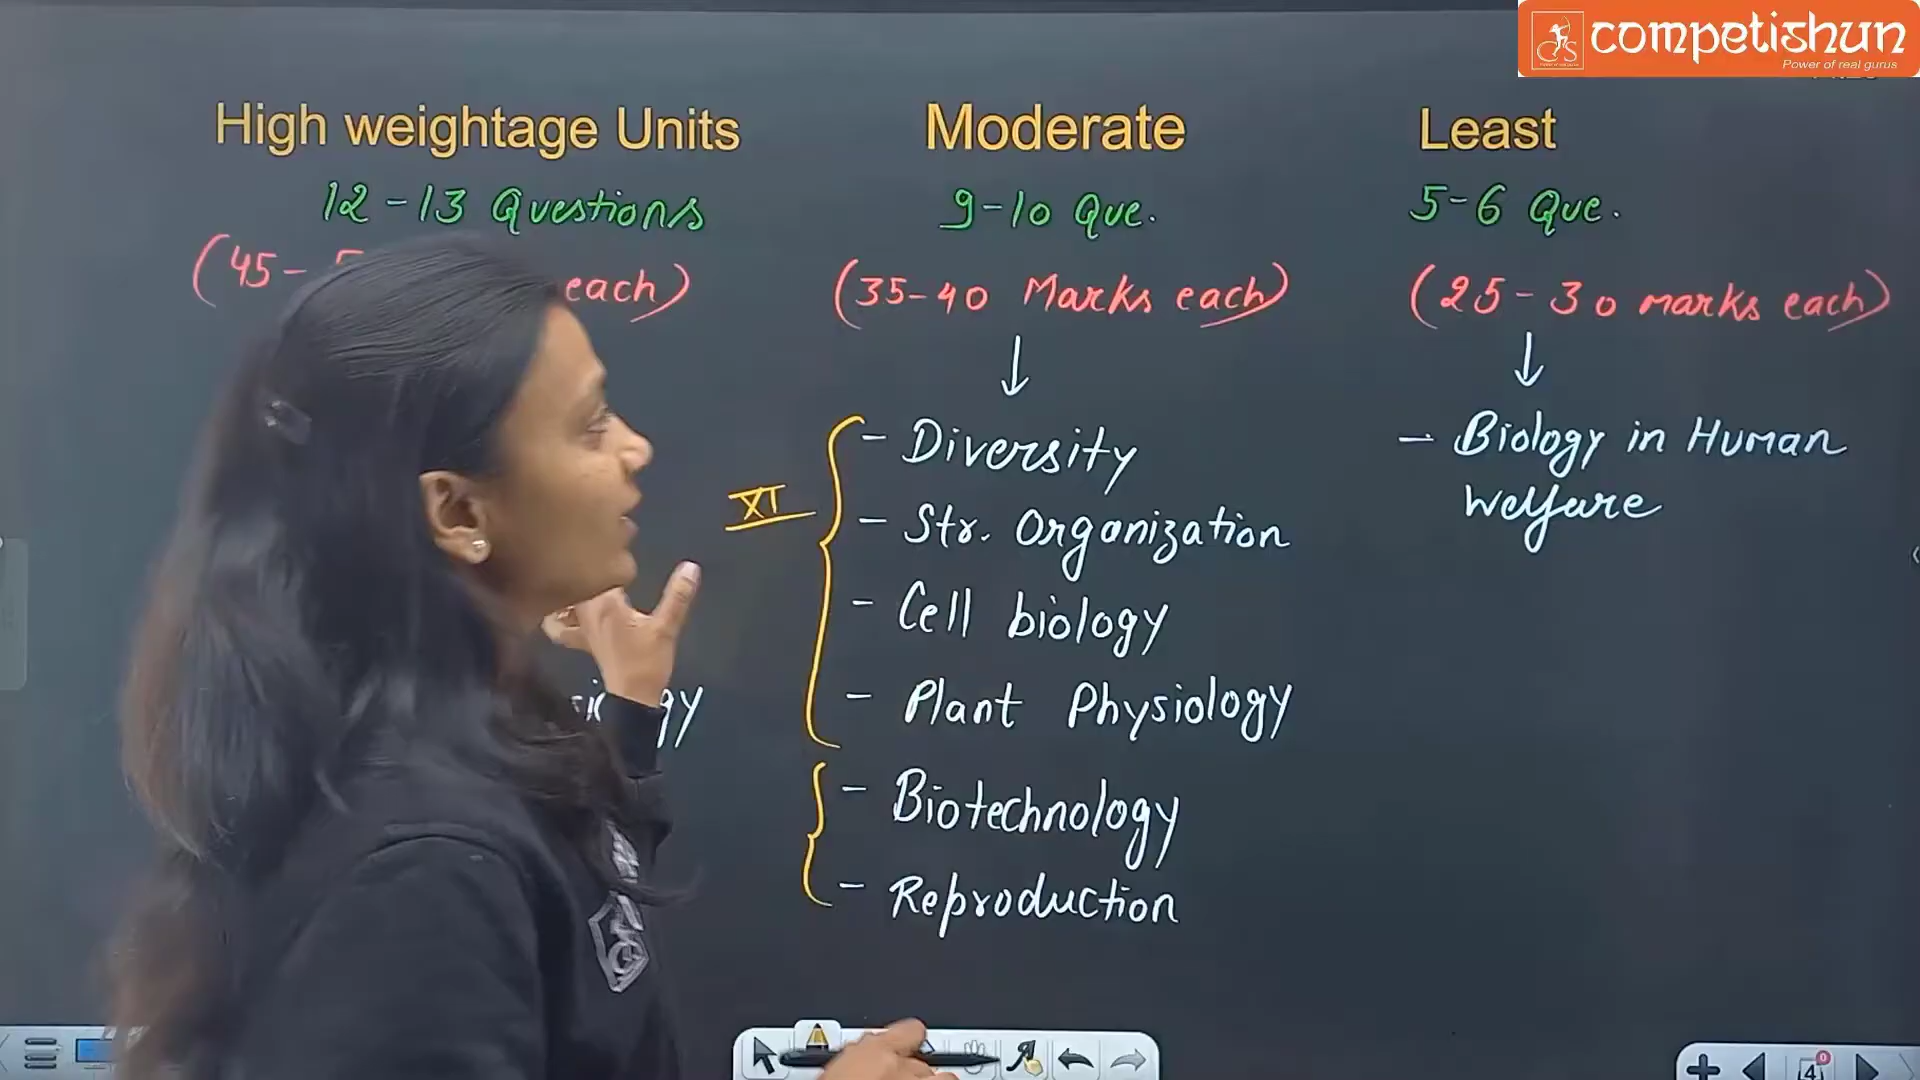 competishun
Power of real gurus
High weightage Units
12-13 Questions
(45- each)
Moderate
9-10 Que.
(35-40 Marks each)
↓
- Diversity
- Str. Organization
XI
- Cell biology
- Plant Physiology
- Biotechnology
- Reproduction
Least
5-6 Que.
(25-30 marks each)
↓
- Biology in Human
welfare